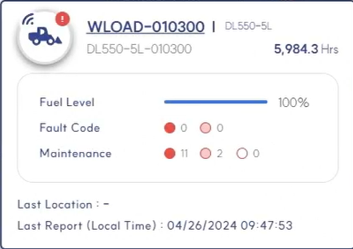 WLOAD-010300 | DL550-5L
DL550-5L-010300 5,984.3 Hrs
Fuel Level 100%
Fault Code 0 0
Maintenance 11 2 0
Last Location : -
Last Report (Local Time) : 04/26/2024 09:47:53